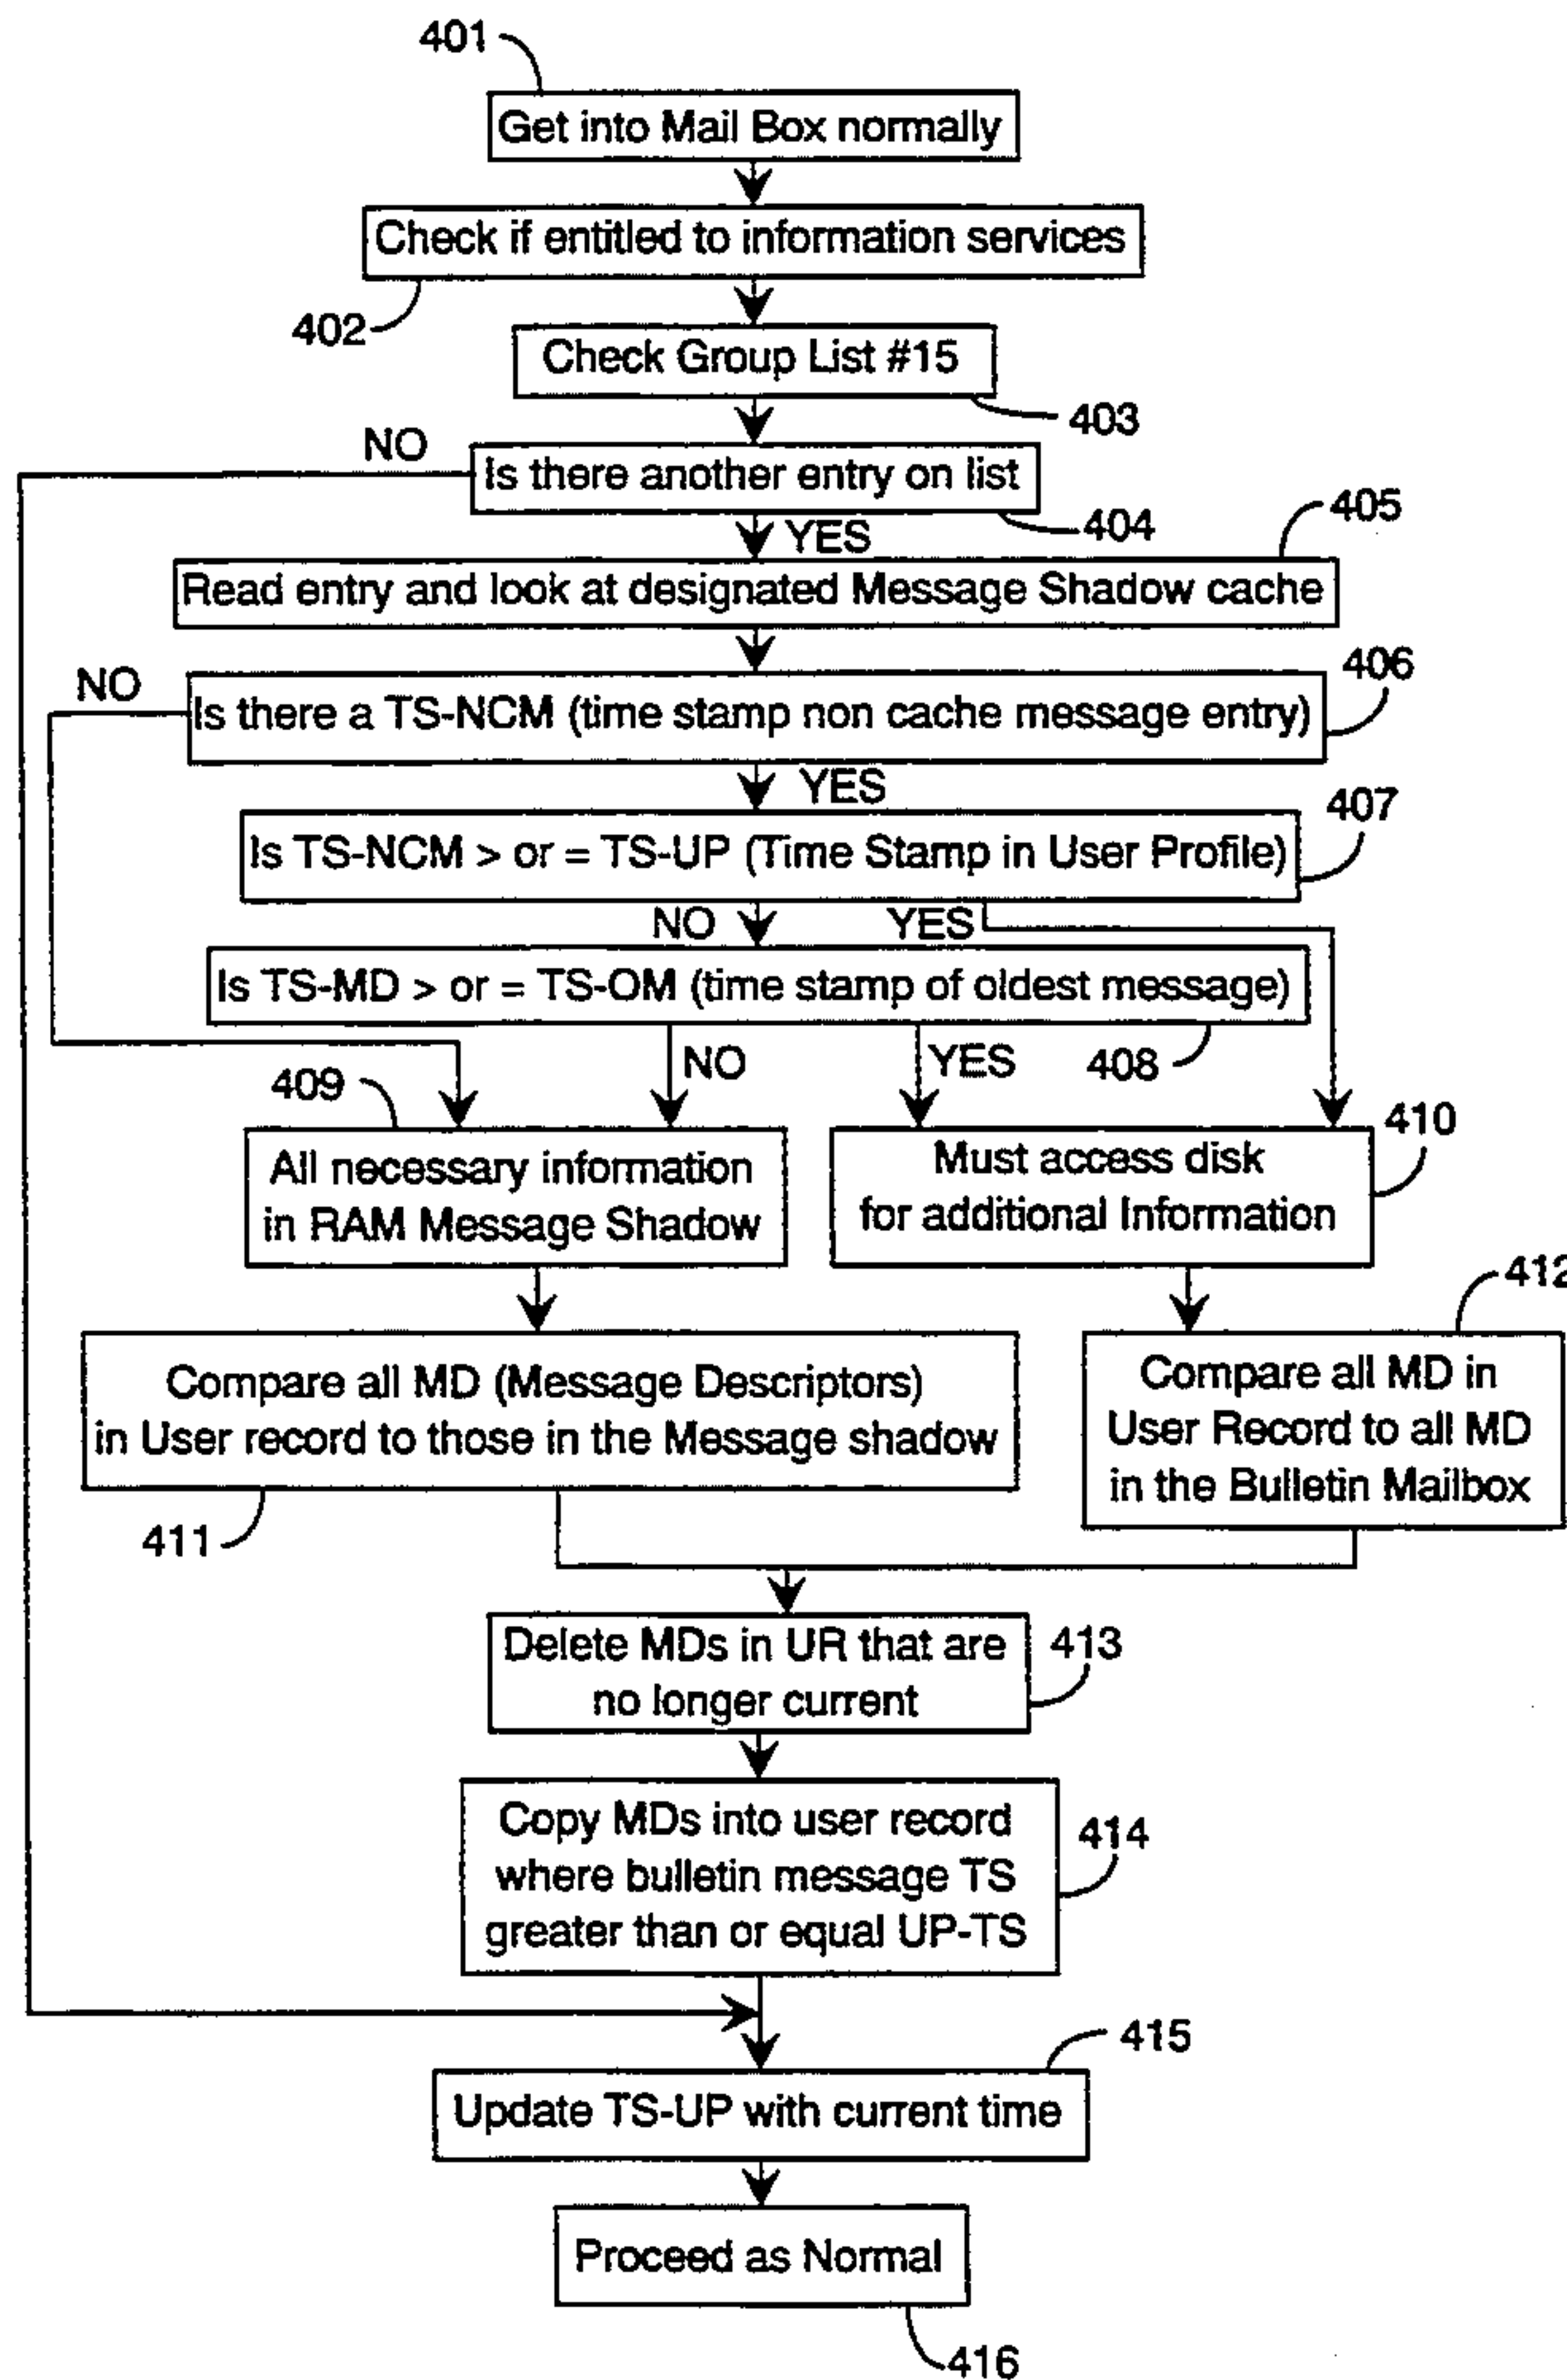 401
Get into Mail Box normally
Check if entitled to information services
402
Check Group List #15
403
NO
Is there another entry on list
404
YES
405
Read entry and look at designated Message Shadow cache
NO
406
Is there a TS-NCM (time stamp non cache message entry)
YES
407
Is TS-NCM > or = TS-UP (Time Stamp in User Profile)
NO
YES
Is TS-MD > or = TS-OM (time stamp of oldest message)
NO
YES
408
409
410
All necessary information
in RAM Message Shadow
Must access disk
for additional Information
412
Compare all MD (Message Descriptors)
in User record to those in the Message shadow
411
Compare all MD in
User Record to all MD
in the Bulletin Mailbox
Delete MDs in UR that are
no longer current
413
Copy MDs into user record
where bulletin message TS
greater than or equal UP-TS
414
415
Update TS-UP with current time
Proceed as Normal
416